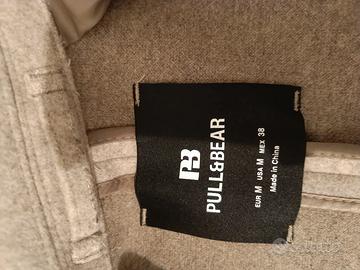 PB
PULL&BEAR
EUR M USA M MEX 38
Made in China